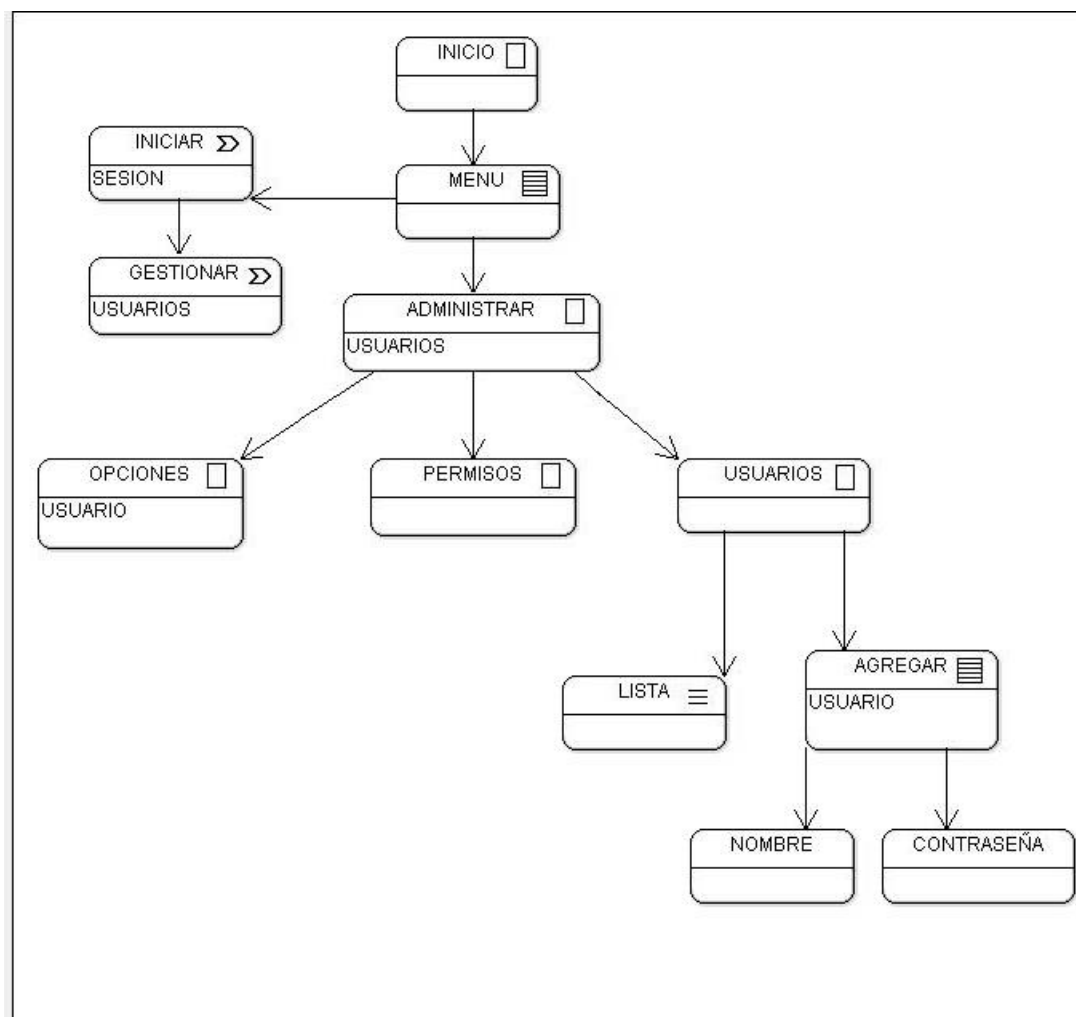 INICIO
INICIAR
SESION
MENU
GESTIONAR
USUARIOS
ADMINISTRAR
USUARIOS
OPCIONES
USUARIO
PERMISOS
USUARIOS
LISTA
AGREGAR
USUARIO
NOMBRE
CONTRASEÑA